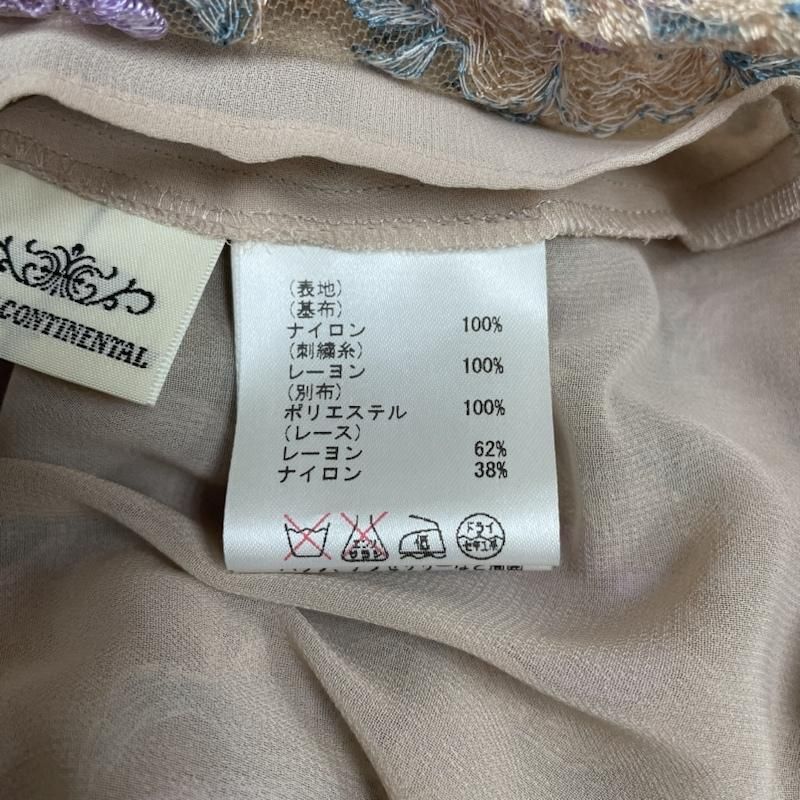 CONTINENTAL
(表地)
(基布)
ナイロン 100%
(刺繍糸)
レーヨン 100%
(別布)
ポリエステル 100%
(レース)
レーヨン 62%
ナイロン 38%
エンソ
サラシ
低
ドライ
セキユ系